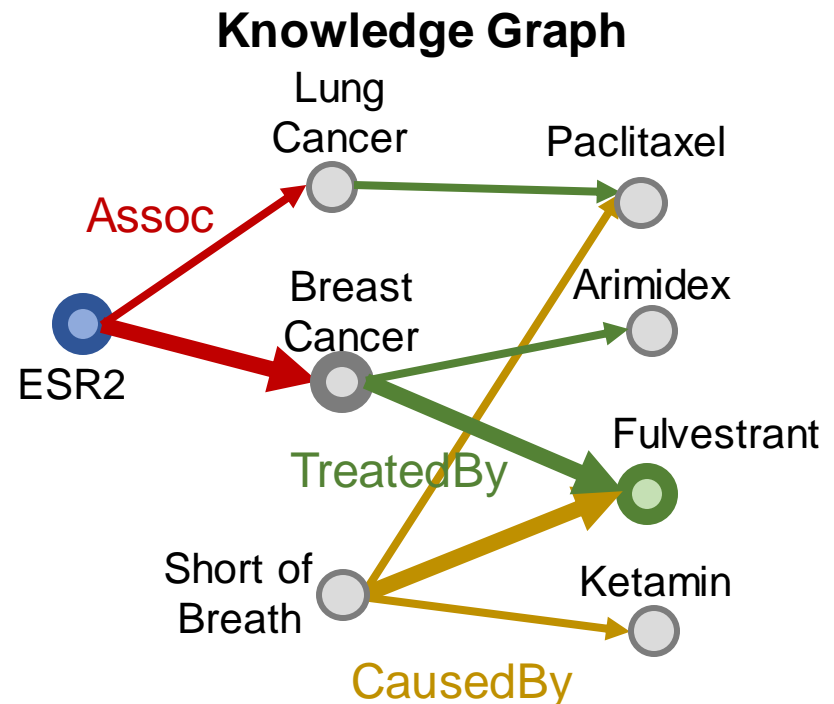 Knowledge Graph
Lung
Cancer
Paclitaxel
Assoc
Breast
Cancer
Arimidex
ESR2
Fulvestrant
TreatedBy
Short of
Breath
Ketamin
CausedBy